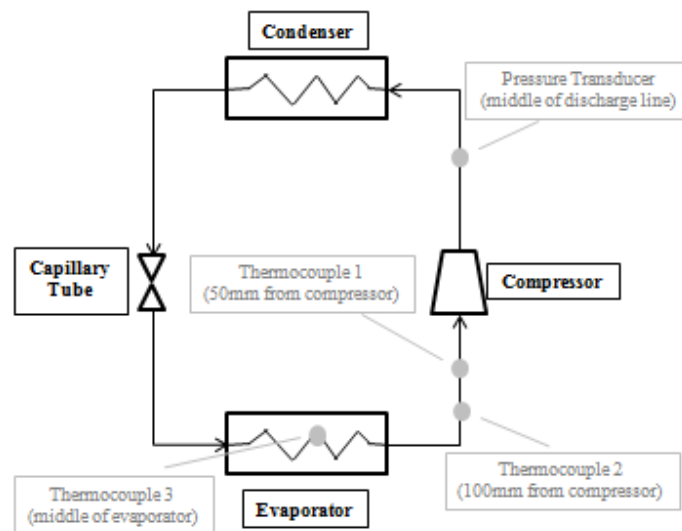 Condenser
Pressure Transducer
(middle of discharge line)
Capillary
Tube
Thermocouple 1
(50mm from compressor)
Compressor
Thermocouple 3
(middle of evaporator)
Evaporator
Thermocouple 2
(100mm from compressor)